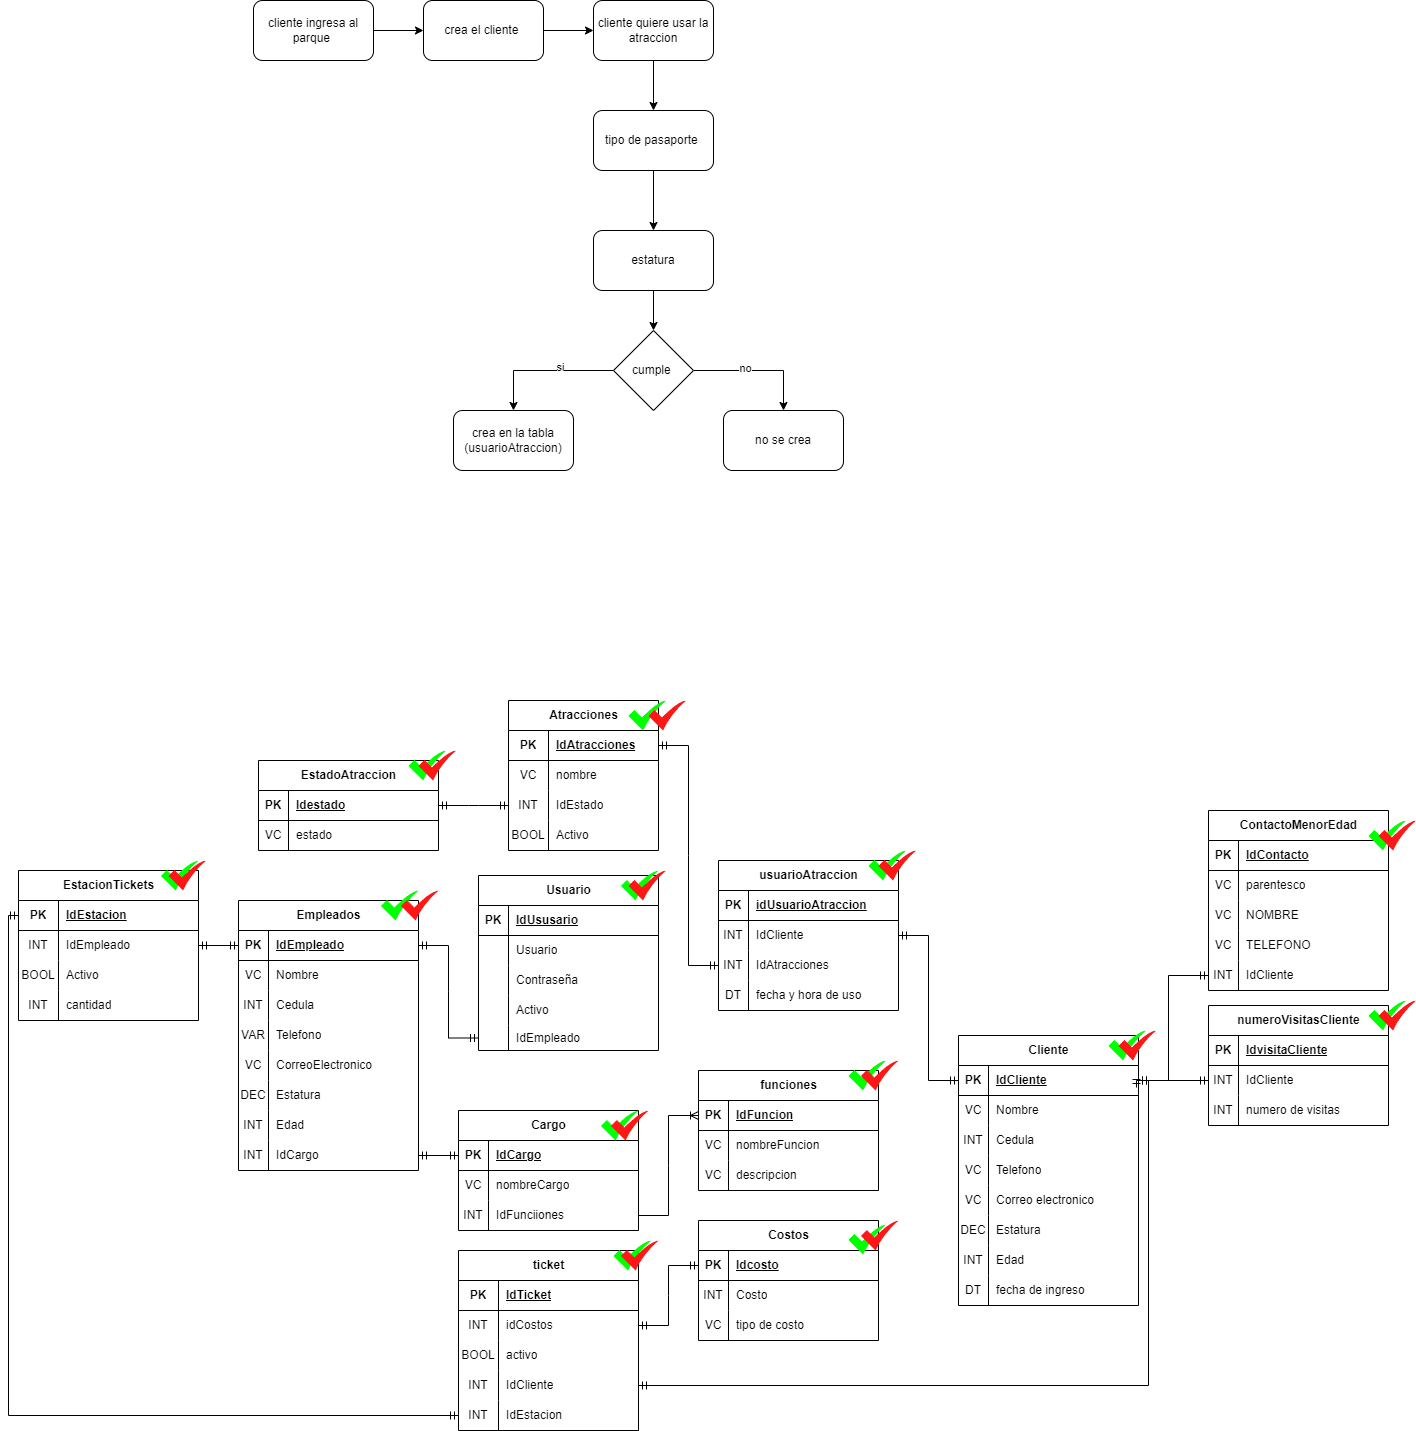 cliente ingresa al
parque
crea el cliente
cliente quiere usar la
atraccion
tipo de pasaporte
estatura
cumple
si
no
crea en la tabla
(usuarioAtraccion)
no se crea
Atracciones
PK IdAtracciones
VC nombre
INT IdEstado
BOOL Activo
EstadoAtraccion
PK Idestado
VC estado
EstacionTickets
PK IdEstacion
INT IdEmpleado
BOOL Activo
INT cantidad
Empleados
PK IdEmpleado
VC Nombre
INT Cedula
VAR Telefono
VC CorreoElectronico
DEC Estatura
INT Edad
INT IdCargo
Usuario
PK IdUsusario
Usuario
Contraseña
Activo
IdEmpleado
usuarioAtraccion
PK idUsuarioAtraccion
INT IdCliente
INT IdAtracciones
DT fecha y hora de uso
ContactoMenorEdad
PK IdContacto
VC parentesco
VC NOMBRE
VC TELEFONO
INT IdCliente
numeroVisitasCliente
PK IdvisitaCliente
INT IdCliente
INT numero de visitas
Cliente
PK IdCliente
VC Nombre
INT Cedula
VC Telefono
VC Correo electronico
DEC Estatura
INT Edad
DT fecha de ingreso
funciones
PK IdFuncion
VC nombreFuncion
VC descripcion
Cargo
PK IdCargo
VC nombreCargo
INT IdFunciiones
Costos
PK Idcosto
INT Costo
VC tipo de costo
ticket
PK IdTicket
INT idCostos
BOOL activo
INT IdCliente
INT IdEstacion